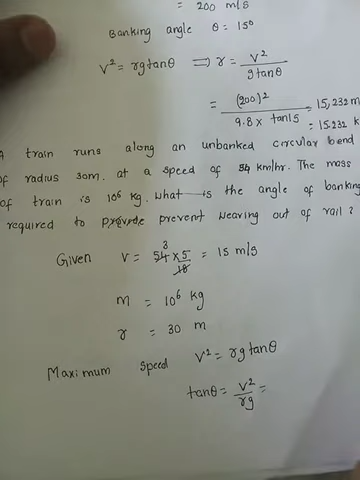 = 200 m/s
Banking angle θ = 15°
V² = rg tanθ ⟹ r = V² / g tanθ
= (200)² / 9.8 x tan15 = 15,232 m
= 15.232 k
A train runs along an unbanked circular bend
of radius 30m. at a speed of 54 km/hr. The mass
of train is 10⁶ kg. What is the angle of banking
required to prevent wearing out of rail?
Given V = 54 x 5 / 18 = 15 m/s
3
m = 10⁶ kg
r = 30 m
Maximum speed V² = rg tanθ
tanθ = V² / rg =